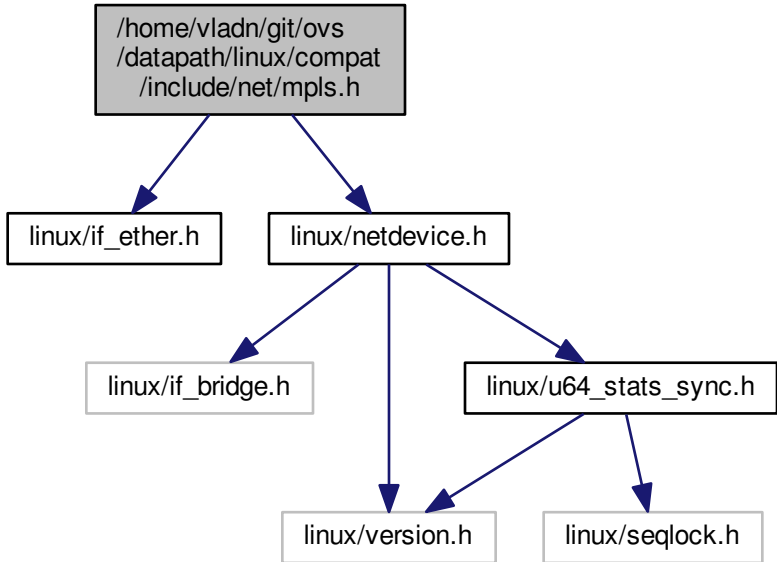 /home/vladn/git/ovs
/datapath/linux/compat
/include/net/mpls.h
linux/if_ether.h
linux/netdevice.h
linux/if_bridge.h
linux/u64_stats_sync.h
linux/version.h
linux/seqlock.h